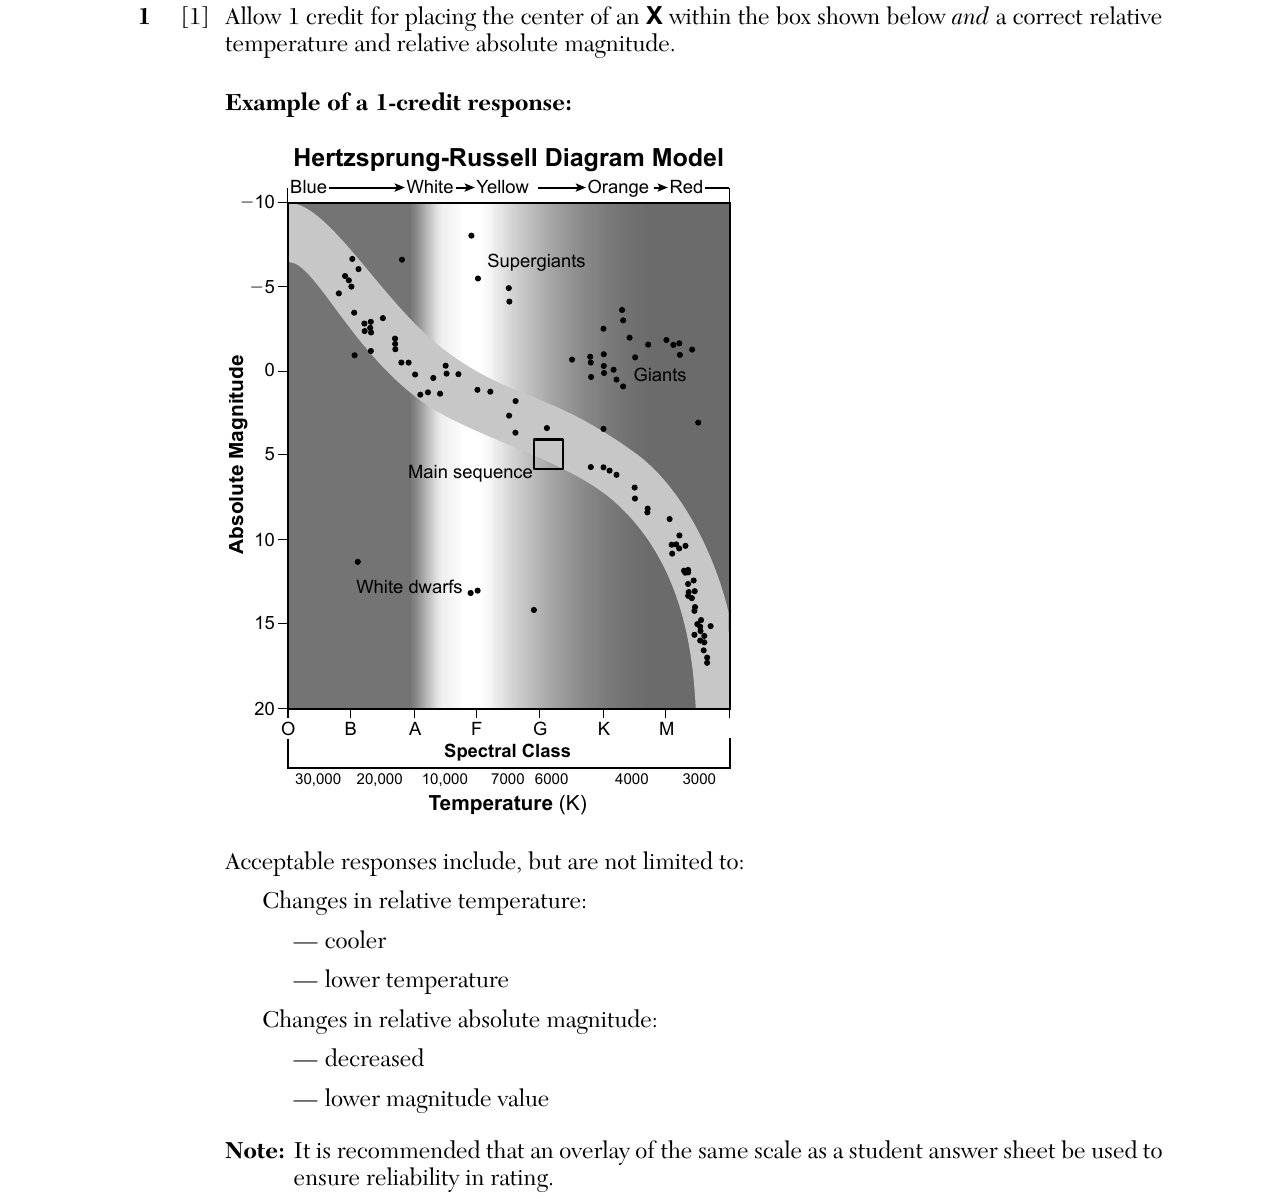 1 [1] Allow 1 credit for placing the center of an X within the box shown below and a correct relative
temperature and relative absolute magnitude.
Example of a 1-credit response:
Hertzsprung-Russell Diagram Model
Blue White Yellow Orange Red
−10
Supergiants
−5
0
Giants
Absolute Magnitude
5
Main sequence
10
White dwarfs
15
20
O B A F G K M
Spectral Class
30,000 20,000 10,000 7000 6000 4000 3000
Temperature (K)
Acceptable responses include, but are not limited to:
Changes in relative temperature:
— cooler
— lower temperature
Changes in relative absolute magnitude:
— decreased
— lower magnitude value
Note: It is recommended that an overlay of the same scale as a student answer sheet be used to
ensure reliability in rating.